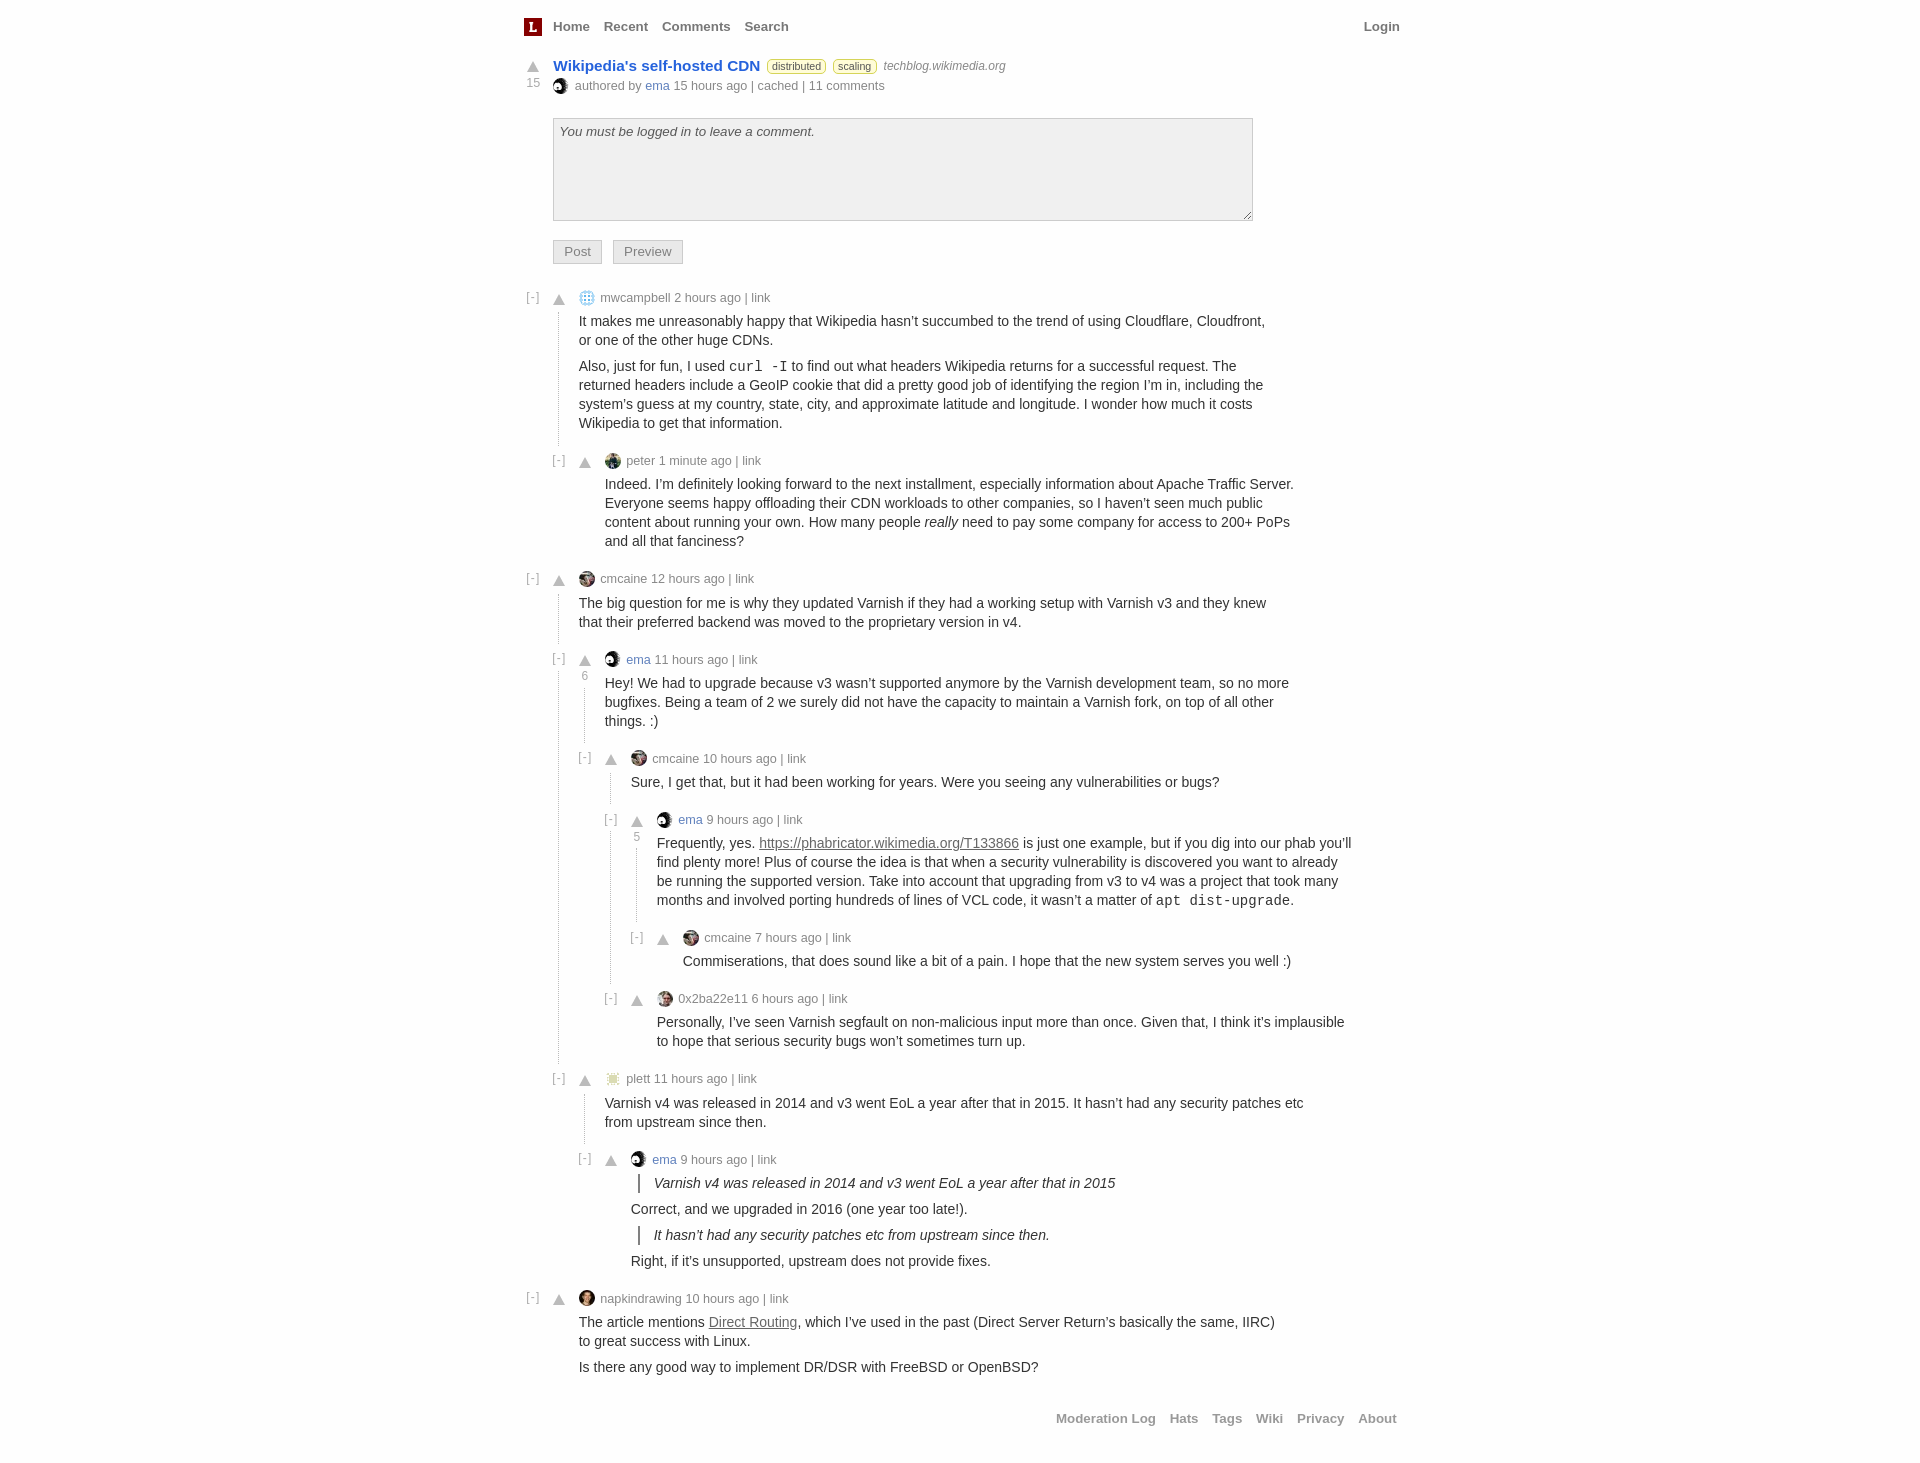 L Home Recent Comments Search Login
Wikipedia's self-hosted CDN distributed scaling techblog.wikimedia.org
15 authored by ema 15 hours ago | cached | 11 comments
You must be logged in to leave a comment.
Post Preview
[-] mwcampbell 2 hours ago | link
It makes me unreasonably happy that Wikipedia hasn’t succumbed to the trend of using Cloudflare, Cloudfront,
or one of the other huge CDNs.
Also, just for fun, I used curl -I to find out what headers Wikipedia returns for a successful request. The
returned headers include a GeoIP cookie that did a pretty good job of identifying the region I’m in, including the
system’s guess at my country, state, city, and approximate latitude and longitude. I wonder how much it costs
Wikipedia to get that information.
[-] peter 1 minute ago | link
Indeed. I’m definitely looking forward to the next installment, especially information about Apache Traffic Server.
Everyone seems happy offloading their CDN workloads to other companies, so I haven’t seen much public
content about running your own. How many people really need to pay some company for access to 200+ PoPs
and all that fanciness?
[-] cmcaine 12 hours ago | link
The big question for me is why they updated Varnish if they had a working setup with Varnish v3 and they knew
that their preferred backend was moved to the proprietary version in v4.
[-] ema 11 hours ago | link
6
Hey! We had to upgrade because v3 wasn’t supported anymore by the Varnish development team, so no more
bugfixes. Being a team of 2 we surely did not have the capacity to maintain a Varnish fork, on top of all other
things. :)
[-] cmcaine 10 hours ago | link
Sure, I get that, but it had been working for years. Were you seeing any vulnerabilities or bugs?
[-] ema 9 hours ago | link
5
Frequently, yes. https://phabricator.wikimedia.org/T133866 is just one example, but if you dig into our phab you’ll
find plenty more! Plus of course the idea is that when a security vulnerability is discovered you want to already
be running the supported version. Take into account that upgrading from v3 to v4 was a project that took many
months and involved porting hundreds of lines of VCL code, it wasn’t a matter of apt dist-upgrade.
[-] cmcaine 7 hours ago | link
Commiserations, that does sound like a bit of a pain. I hope that the new system serves you well :)
[-] 0x2ba22e11 6 hours ago | link
Personally, I’ve seen Varnish segfault on non-malicious input more than once. Given that, I think it’s implausible
to hope that serious security bugs won’t sometimes turn up.
[-] plett 11 hours ago | link
Varnish v4 was released in 2014 and v3 went EoL a year after that in 2015. It hasn’t had any security patches etc
from upstream since then.
[-] ema 9 hours ago | link
Varnish v4 was released in 2014 and v3 went EoL a year after that in 2015
Correct, and we upgraded in 2016 (one year too late!).
It hasn’t had any security patches etc from upstream since then.
Right, if it’s unsupported, upstream does not provide fixes.
[-] napkindrawing 10 hours ago | link
The article mentions Direct Routing, which I’ve used in the past (Direct Server Return’s basically the same, IIRC)
to great success with Linux.
Is there any good way to implement DR/DSR with FreeBSD or OpenBSD?
Moderation Log Hats Tags Wiki Privacy About